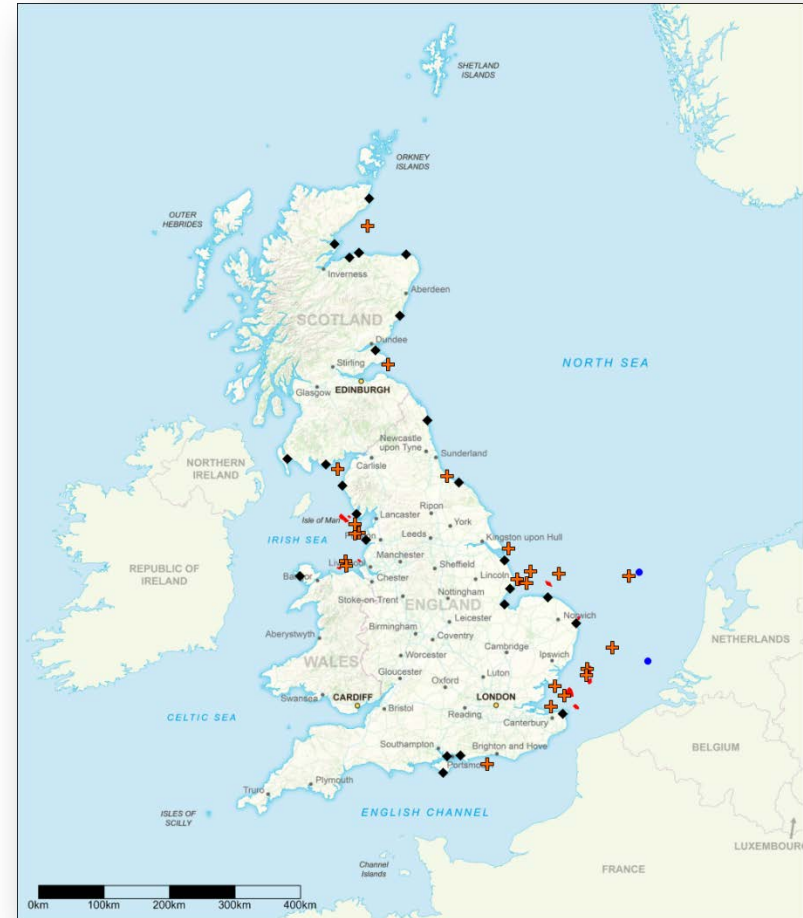 SHETLAND
ISLANDS
ORKNEY
ISLANDS
OUTER
HEBRIDES
Inverness
Aberdeen
SCOTLAND
Dundee
Stirling
NORTH SEA
Glasgow
EDINBURGH
Newcastle
upon Tyne
Sunderland
Carlisle
NORTHERN
IRELAND
Isle of Man
Lancaster
Ripon
York
IRISH SEA
Leeds
Kingston upon Hull
Manchester
REPUBLIC OF
IRELAND
Chester
Sheffield
Lincoln
Stoke-on-Trent
Nottingham
ENGLAND
Norwich
Leicester
Birmingham
Coventry
NETHERLANDS
Aberystwyth
Worcester
Cambridge
Ipswich
WALES
Gloucester
Luton
Oxford
Swansea
CARDIFF
LONDON
CELTIC SEA
Bristol
Reading
Canterbury
BELGIUM
Southampton
Brighton and Hove
Plymouth
Truro
ISLES OF
SCILLY
ENGLISH CHANNEL
LUXEMBOURG
Channel
Islands
FRANCE
0km
100km
200km
300km
400km